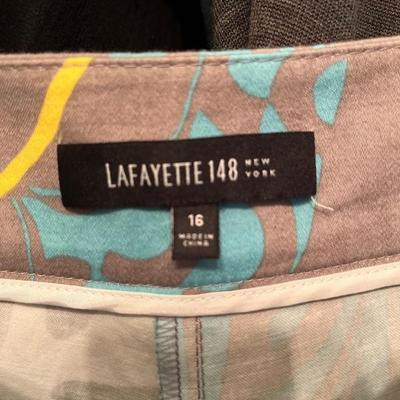 LAFAYETTE 148 NEW YORK
16
MADE IN
CHINA